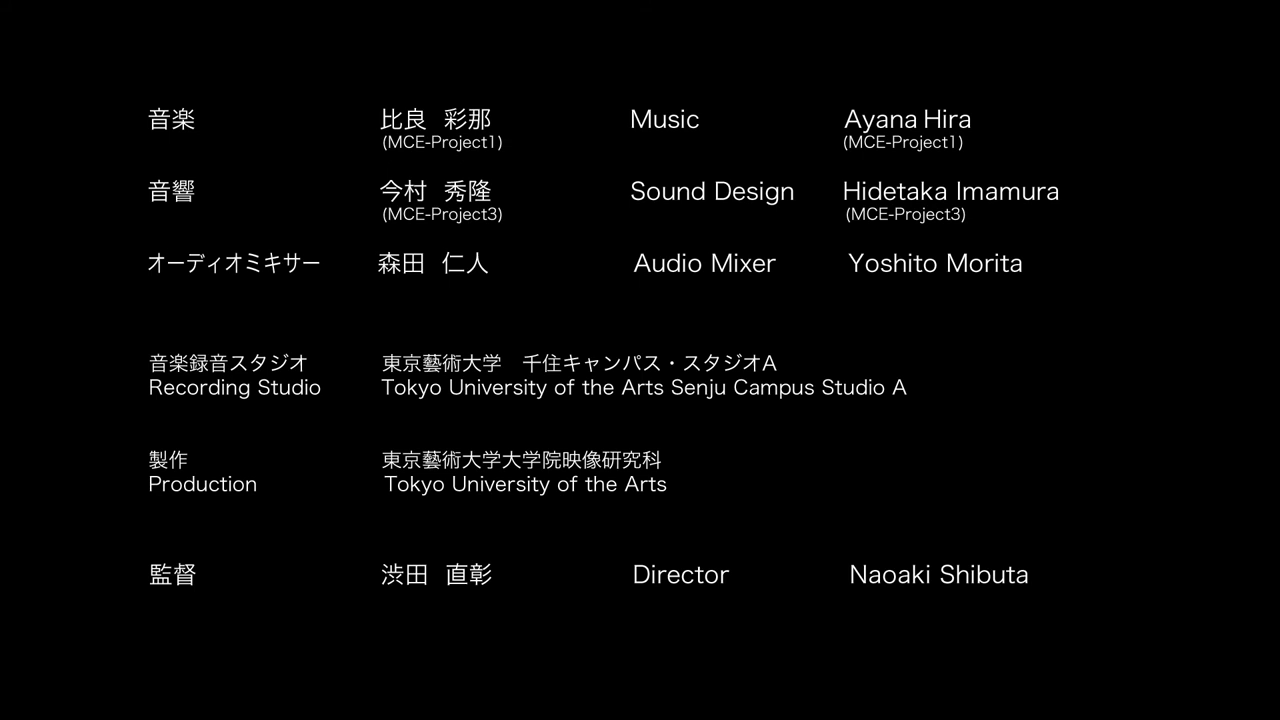 音楽 比良 彩那 Music Ayana Hira
(MCE-Project1) (MCE-Project1)
音響 今村 秀隆 Sound Design Hidetaka Imamura
(MCE-Project3) (MCE-Project3)
オーディオミキサー 森田 仁人 Audio Mixer Yoshito Morita
音楽録音スタジオ 東京藝術大学 千住キャンパス・スタジオA
Recording Studio Tokyo University of the Arts Senju Campus Studio A
製作 東京藝術大学大学院映像研究科
Production Tokyo University of the Arts
監督 渋田 直彰 Director Naoaki Shibuta